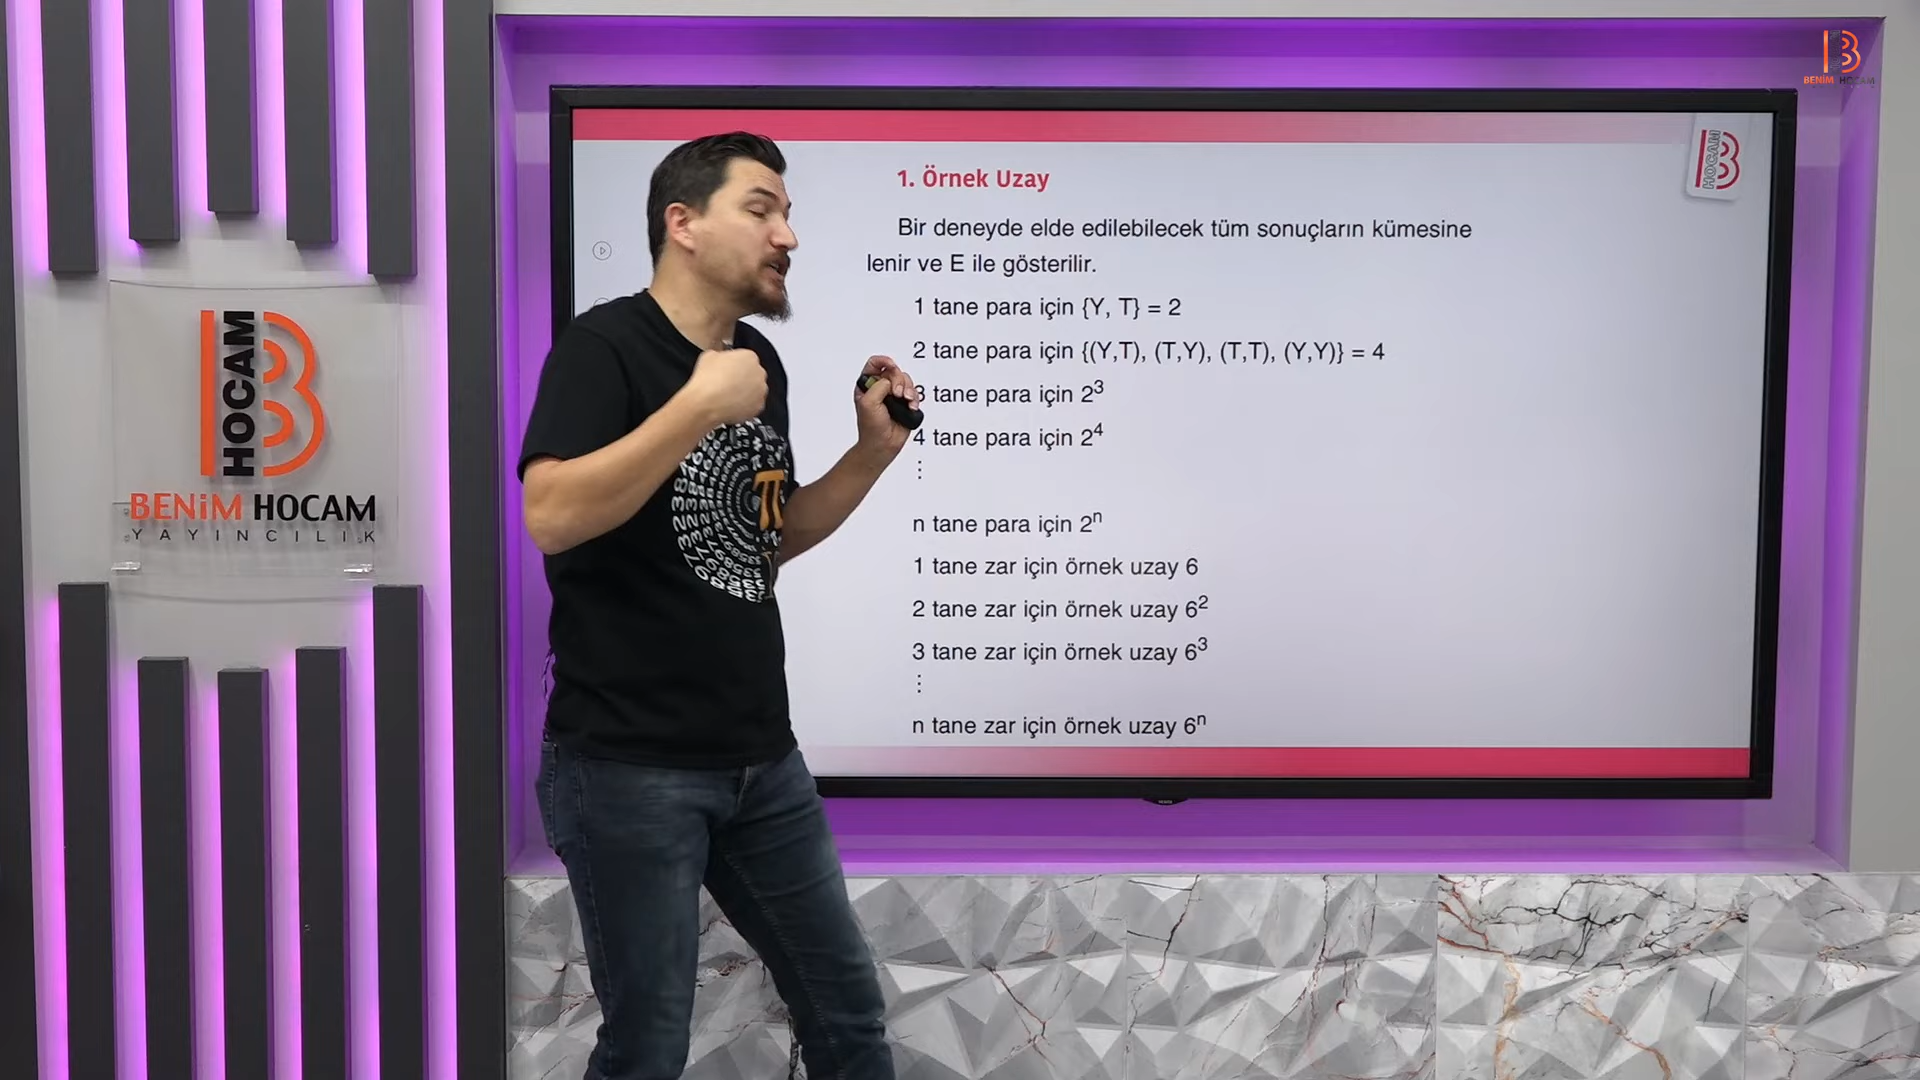 1. Örnek Uzay
Bir deneyde elde edilebilecek tüm sonuçların kümesine
lenir ve E ile gösterilir.
1 tane para için {Y, T} = 2
2 tane para için {(Y,T), (T,Y), (T,T), (Y,Y)} = 4
3 tane para için 2³
4 tane para için 2⁴
⋮
n tane para için 2ⁿ
1 tane zar için örnek uzay 6
2 tane zar için örnek uzay 6²
3 tane zar için örnek uzay 6³
⋮
n tane zar için örnek uzay 6ⁿ
HOCAM
BENiM HOCAM
YAYINCILIK
HOCAM
BENİM HOCAM
π